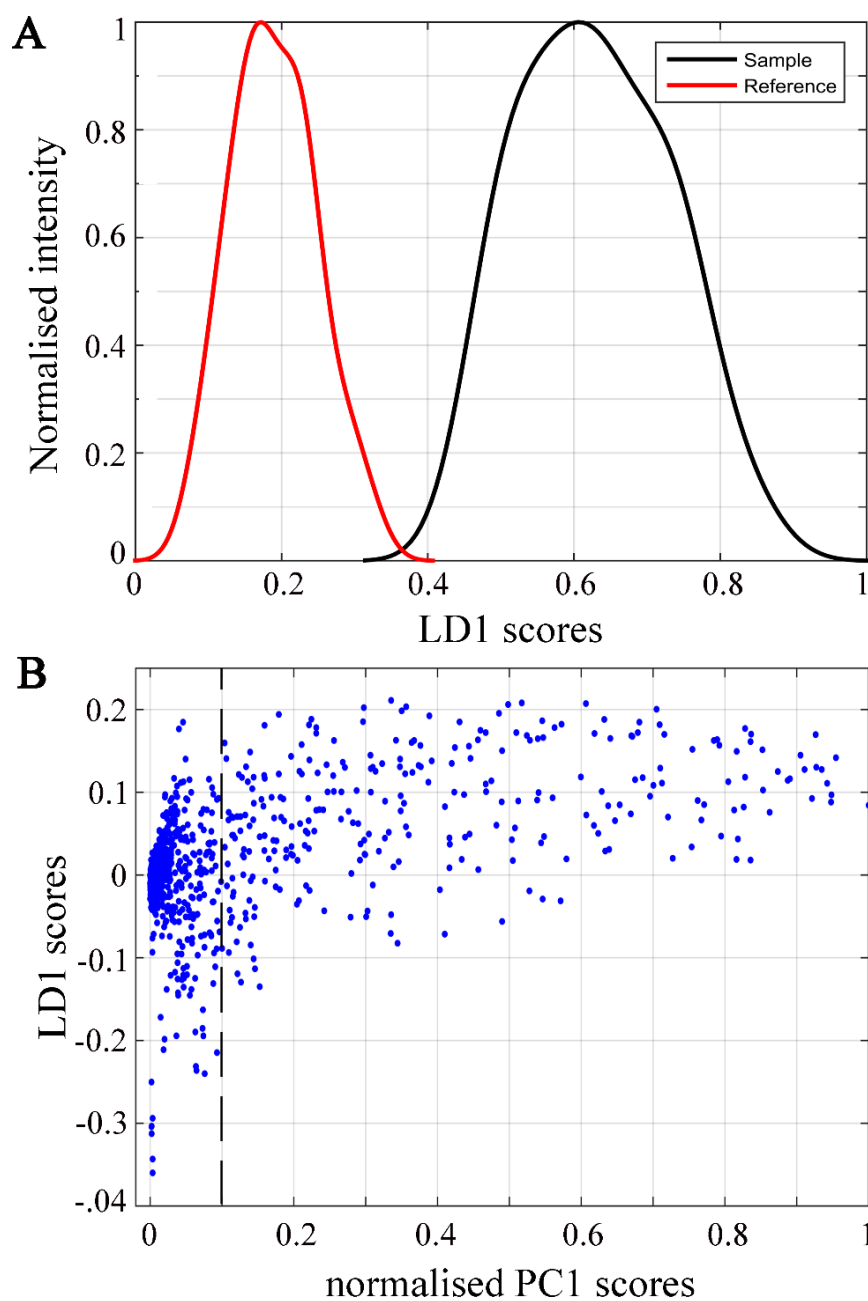 A
1
0.8
0.6
0.4
0.2
0
Normalised intensity
Sample
Reference
0 0.2 0.4 0.6 0.8 1
LD1 scores
B
0.2
0.1
0
-0.1
-0.2
-0.3
-.04
LD1 scores
0 0.2 0.4 0.6 0.8 1
normalised PC1 scores